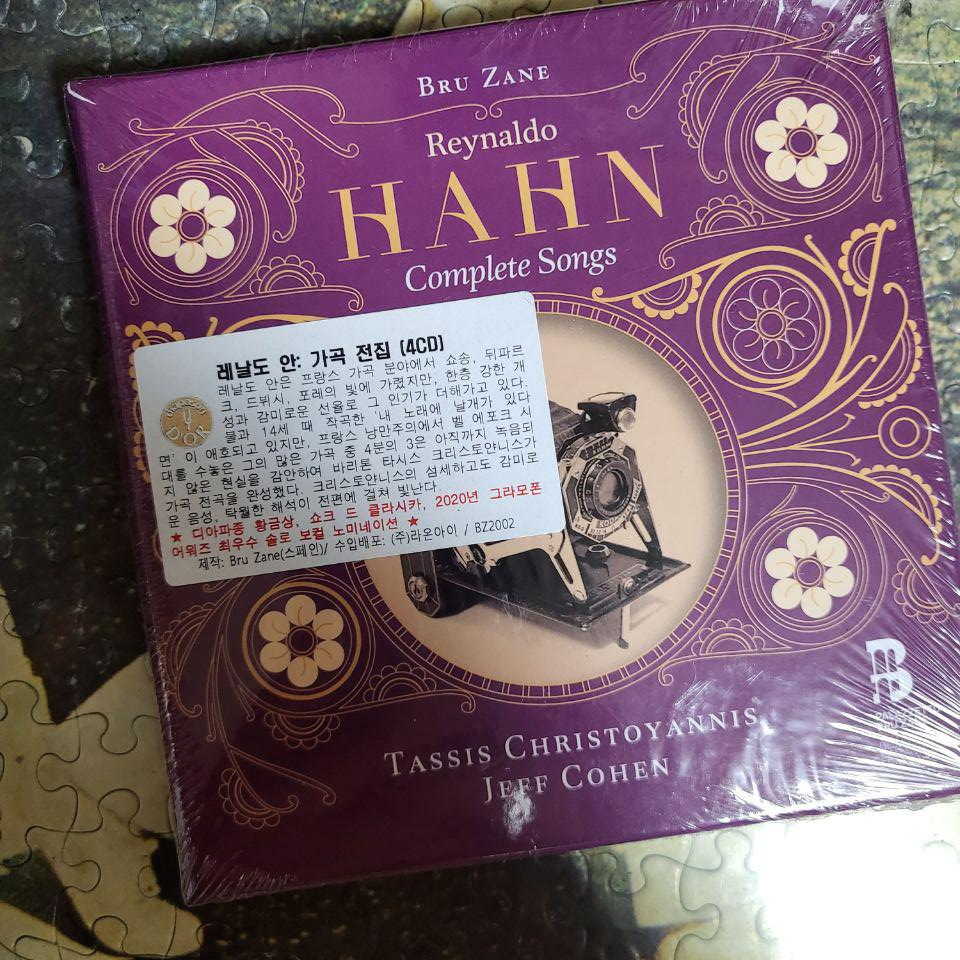 BRU ZANE
Reynaldo
HAHN
Complete Songs
레날도 안: 가곡 전집 (4CD)
레날도 안은 프랑스 가곡 분야에서 쇼송, 뒤파르
크, 드뷔시, 포레의 빛에 가렸지만, 한층 강한 개
성과 감미로운 선율로 그 인기가 더해가고 있다.
불과 14세 때 작곡한 '내 노래에 날개가 있다
면' 이 애호되고 있지만, 프랑스 낭만주의에서 벨 에포크 시
대를 수놓은 그의 많은 가곡 중 4분의 3은 아직까지 녹음되
지 않은 현실을 감안하여 바리톤 타시스 크리스토얀니스가
가곡 전곡을 완성했다. 크리스토얀니스의 섬세하고도 감미로
운 음성, 탁월한 해석이 전편에 걸쳐 빛난다.
★ 디아파종 황금상, 쇼크 드 클라시카, 2020년 그라모폰
어워즈 최우수 솔로 보컬 노미네이션 ★
제작: Bru Zane(스페인)/ 수입배포: (주)라온아이 / BZ2002
D'OR
TASSIS CHRISTOYANNIS
JEFF COHEN